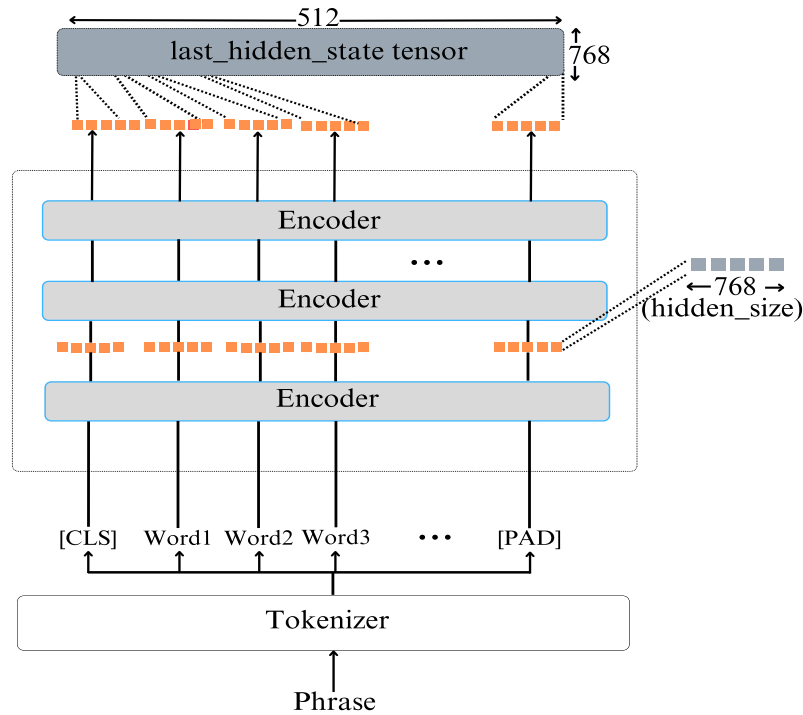 512
last_hidden_state tensor
768
Encoder
...
Encoder
768
(hidden_size)
Encoder
[CLS] Word1 Word2 Word3 ... [PAD]
Tokenizer
Phrase